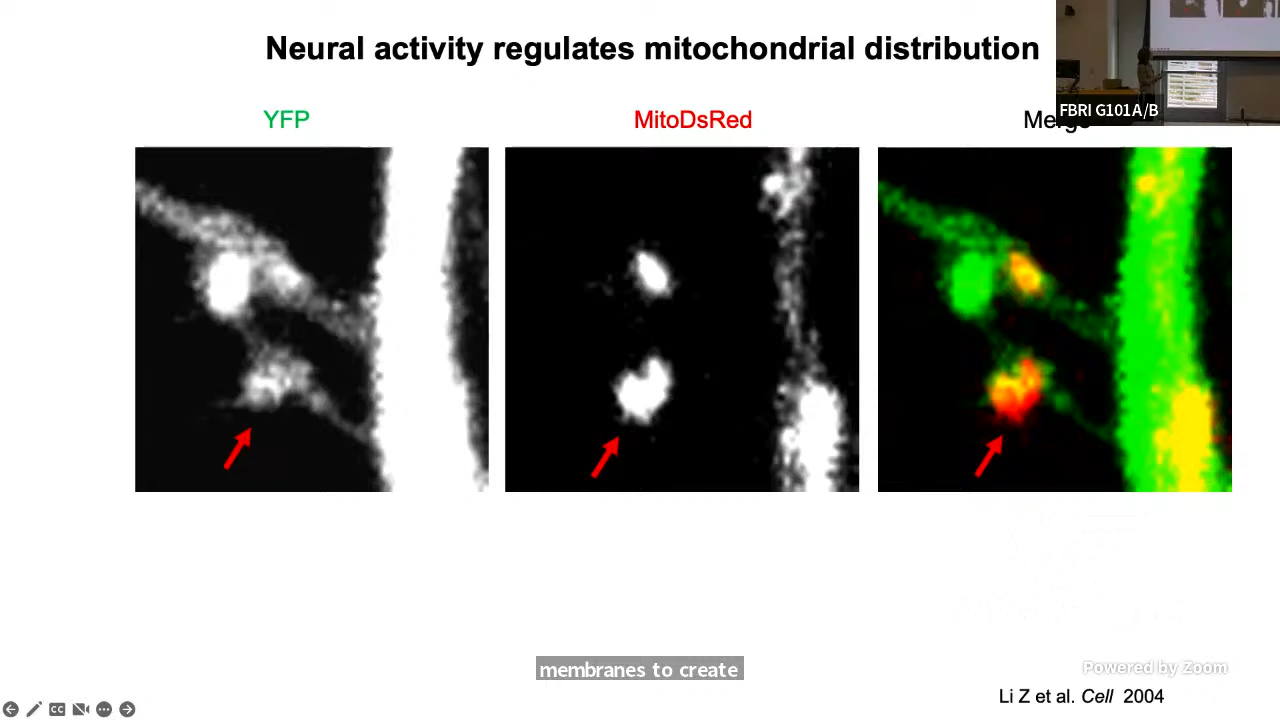 Neural activity regulates mitochondrial distribution
FBRI G101A/B
YFP
MitoDsRed
Merge
membranes to create
Powered by Zoom
Li Z et al. Cell 2004